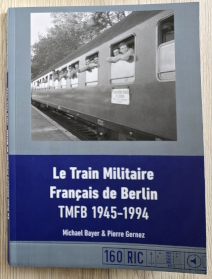 Le Train Militaire
Français de Berlin
TMFB 1945-1994
Michael Bayer & Pierre Gernez
160 RIC